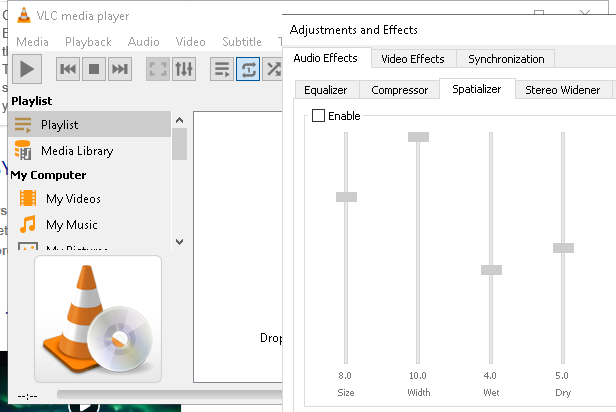 VLC media player
Media Playback Audio Video Subtitle
Playlist
Playlist
Media Library
My Computer
My Videos
My Music
My Pictures
Drop
--:--
Adjustments and Effects
Audio Effects Video Effects Synchronization
Equalizer Compressor Spatializer Stereo Widener
Enable
8.0 10.0 4.0 5.0
Size Width Wet Dry